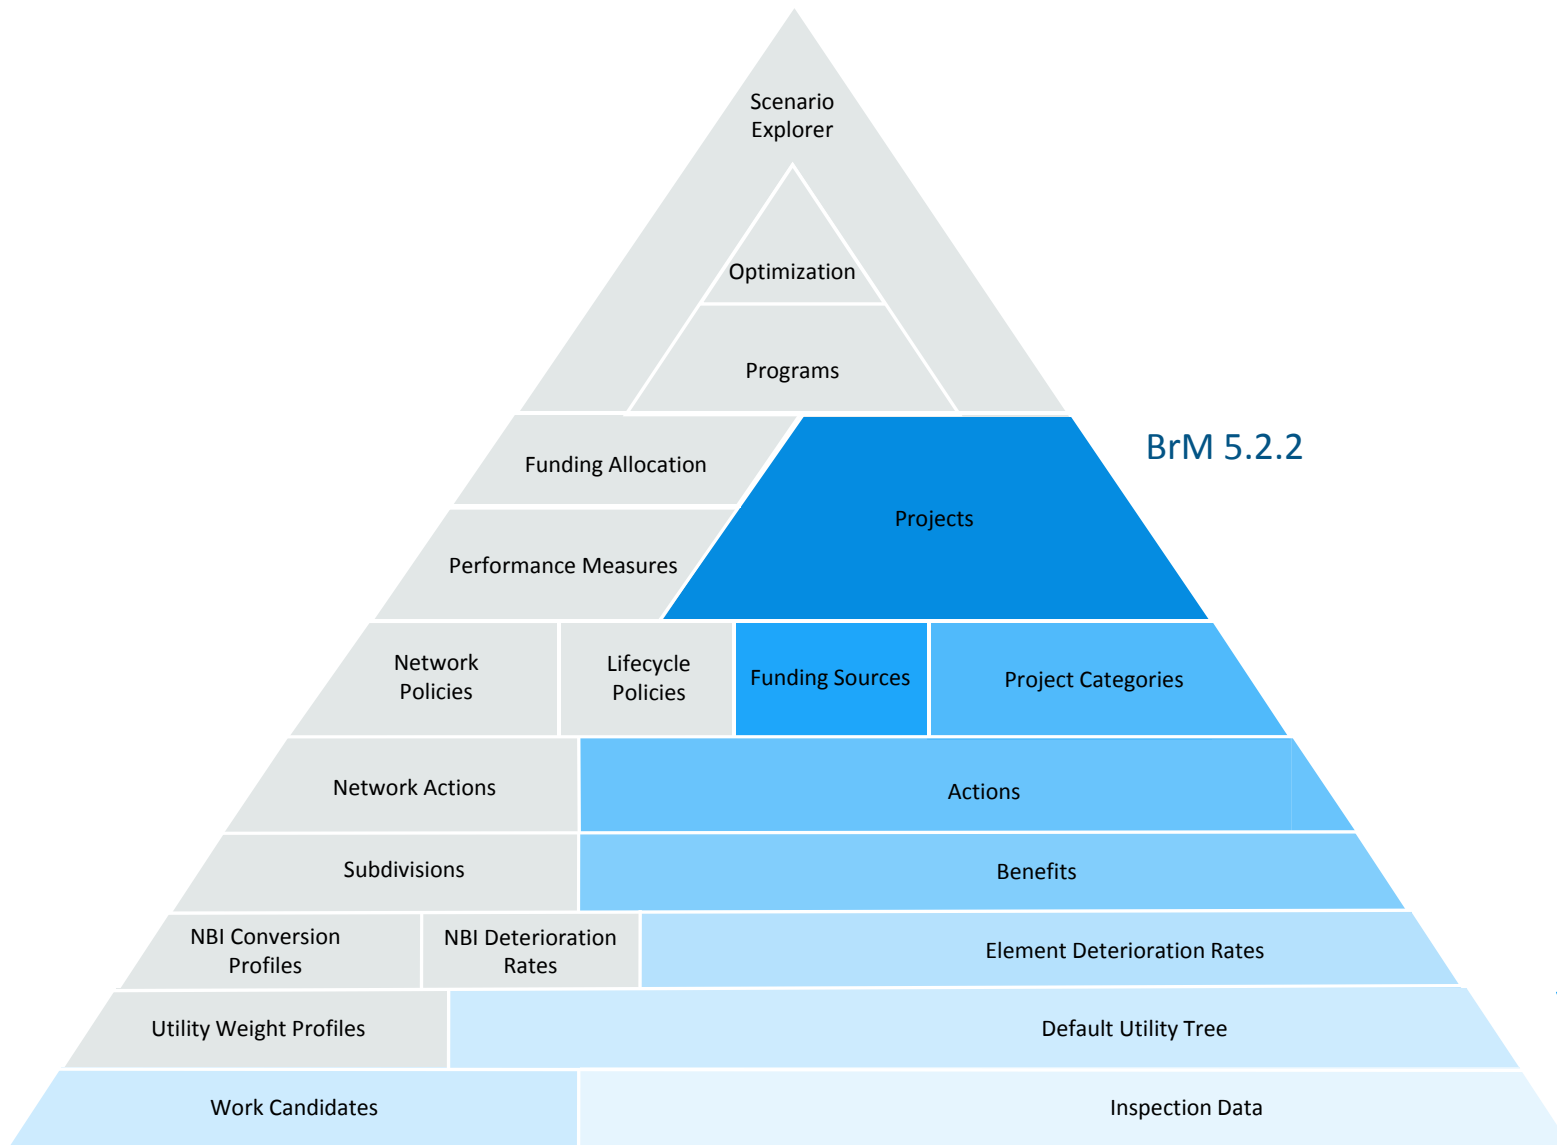 Scenario
Explorer
Optimization
Programs
BrM 5.2.2
Funding Allocation
Projects
Performance Measures
Network
Policies
Lifecycle
Policies
Funding Sources
Project Categories
Network Actions
Actions
Subdivisions
Benefits
NBI Conversion
Profiles
NBI Deterioration
Rates
Element Deterioration Rates
Utility Weight Profiles
Default Utility Tree
Work Candidates
Inspection Data